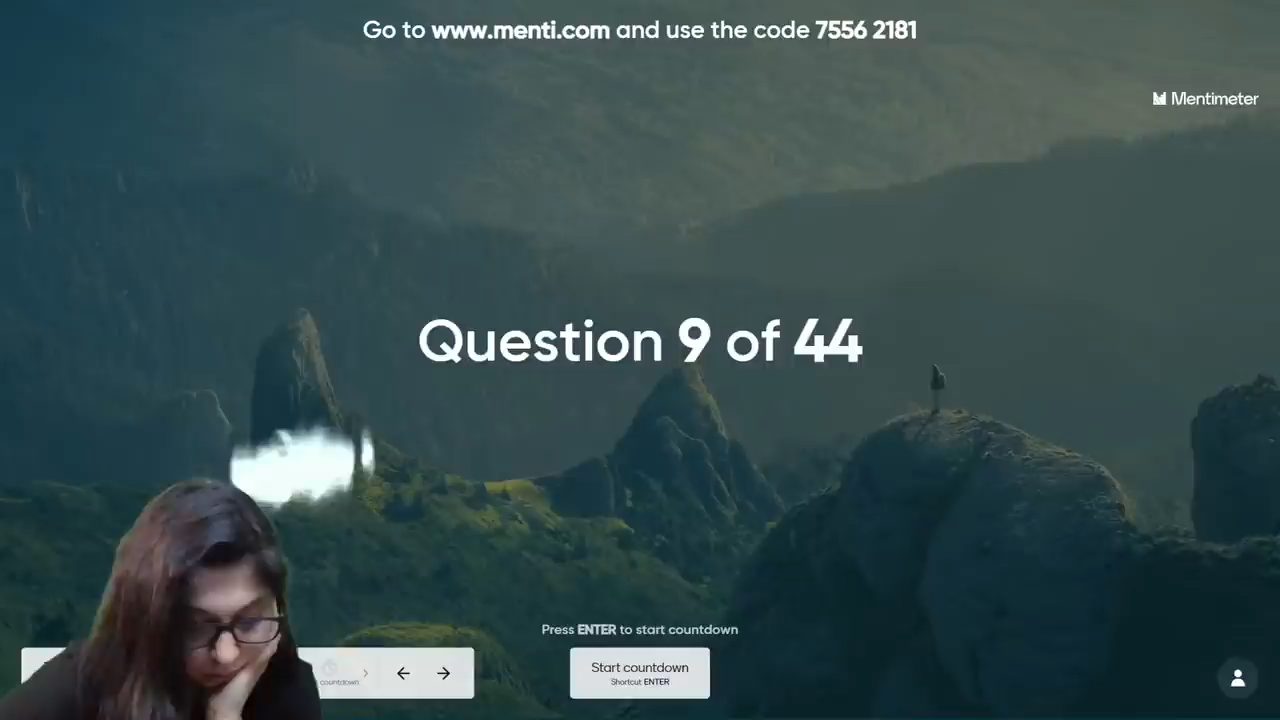 Go to www.menti.com and use the code 7556 2181
Mentimeter
Question 9 of 44
Press ENTER to start countdown
Start countdown
Shortcut ENTER
countdown